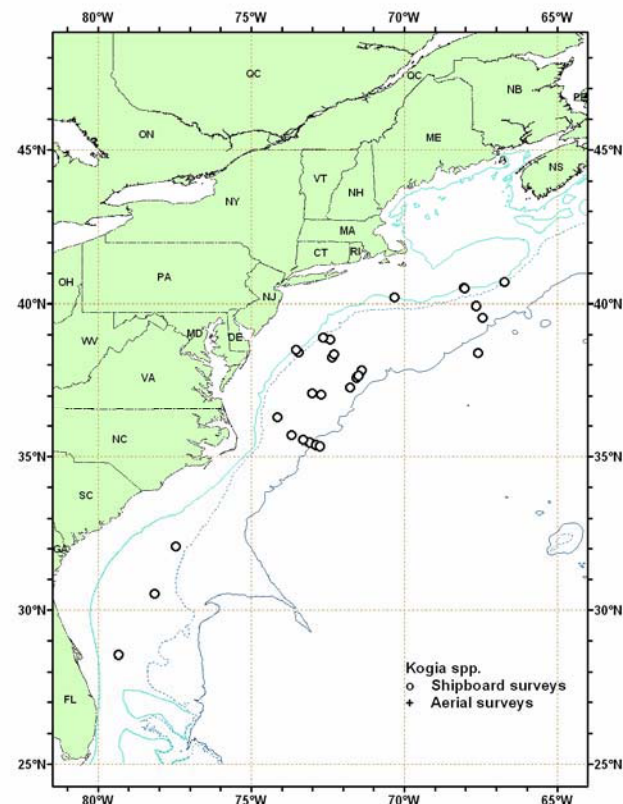 80°W 75°W 70°W 65°W
QC
QC
NB
PE
ON
ME
45°N 45°N
VT
NS
NH
NY
MA
CT RI
PA
OH
NJ
40°N 40°N
MD DE
WV
VA
NC
35°N 35°N
SC
GA
30°N 30°N
Kogia spp.
Shipboard surveys
FL
Aerial surveys
25°N 25°N
80°W 75°W 70°W 65°W